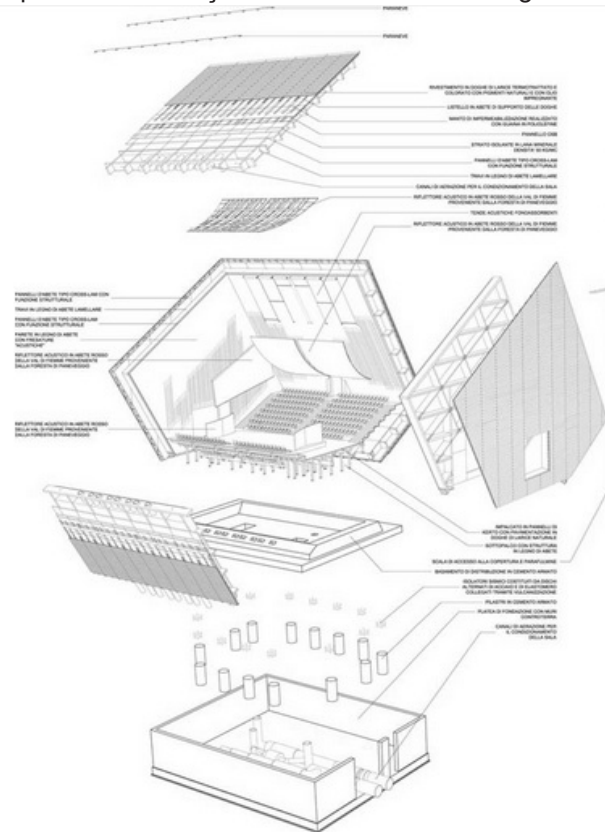 PARANEVE
PARANEVE
RIVESTIMENTO IN DOGHE DI LARICE TERMOTRATTATO E
COLORATO CON PIGMENTI NATURALI E CON OLIO
IMPREGNANTE
LISTELLO IN ABETE DI SUPPORTO DELLE DOGHE
MANTO DI IMPERMEABILIZZAZIONE REALIZZATO
CON GUAINA IN POLIOLEFINE
PANNELLO OSB
STRATO ISOLANTE IN LANA MINERALE
PANNELLI D'ABETE TIPO CROSS-LAM
CON FUNZIONE STRUTTURALE
TRAVI IN LEGNO DI ABETE LAMELLARE
CANALI DI AERAZIONE PER IL CONDIZIONAMENTO DELLA SALA
RIFLETTORE ACUSTICO IN ABETE ROSSO DELLA VAL DI FIEMME
PROVENIENTE DALLA FORESTA DI PANEVEGGIO
TENDE ACUSTICHE FONOASSORBENTI
RIFLETTORE ACUSTICO IN ABETE ROSSO DELLA VAL DI FIEMME
PROVENIENTE DALLA FORESTA DI PANEVEGGIO
PANNELLI D'ABETE TIPO CROSS-LAM CON
FUNZIONE STRUTTURALE
TRAVI IN LEGNO DI ABETE LAMELLARE
PANNELLI D'ABETE TIPO CROSS-LAM
CON FUNZIONE STRUTTURALE
PARETE IN LEGNO DI ABETE
CON FRESATURE
"ACUSTICHE"
RIFLETTORE ACUSTICO IN ABETE ROSSO
DELLA VAL DI FIEMME PROVENIENTE
DALLA FORESTA DI PANEVEGGIO
RIFLETTORE ACUSTICO IN ABETE ROSSO
DELLA VAL DI FIEMME PROVENIENTE
DALLA FORESTA DI PANEVEGGIO
IMPALCATO IN PANNELLI DI
KERTO CON PAVIMENTAZIONE IN
DOGHE DI LARICE NATURALE
SOTTOPALCO CON STRUTTURA
IN LEGNO DI ABETE
SCALA DI ACCESSO ALLA COPERTURA E PARAFULMINE
BASAMENTO DI DISTRIBUZIONE IN CEMENTO ARMATO
ISOLATORI SISMICI COSTITUITI DA DISCHI
ALTERNATI DI ACCIAIO E DI ELASTOMERO
COLLEGATI TRAMITE VULCANIZZAZIONE
PILASTRI IN CEMENTO ARMATO
PLATEA DI FONDAZIONE CON MURI
CONTROTERRA
CANALI DI AERAZIONE PER
IL CONDIZIONAMENTO
DELLA SALA